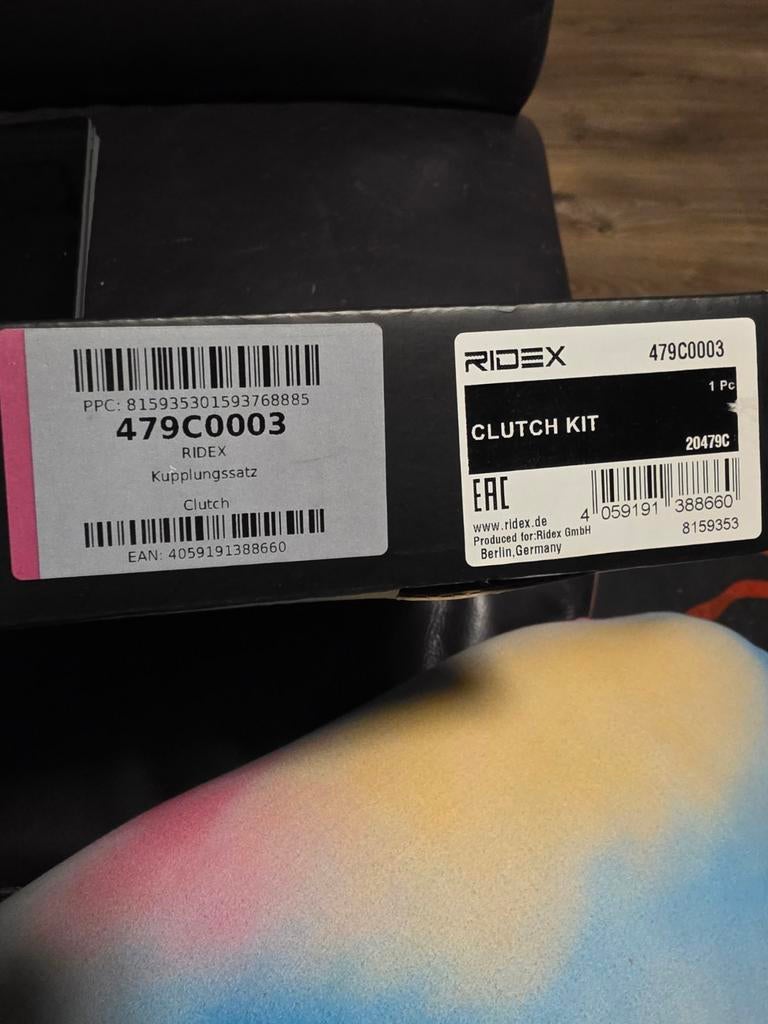 PPC: 815935301593768885
479C0003
RIDEX
Kupplungssatz
Clutch
EAN: 4059191388660
RIDEX 479C0003
1 Pc
CLUTCH KIT
20479C
EAC
4 059191 388660
www.ridex.de
Produced for:Ridex GmbH
Berlin,Germany
8159353